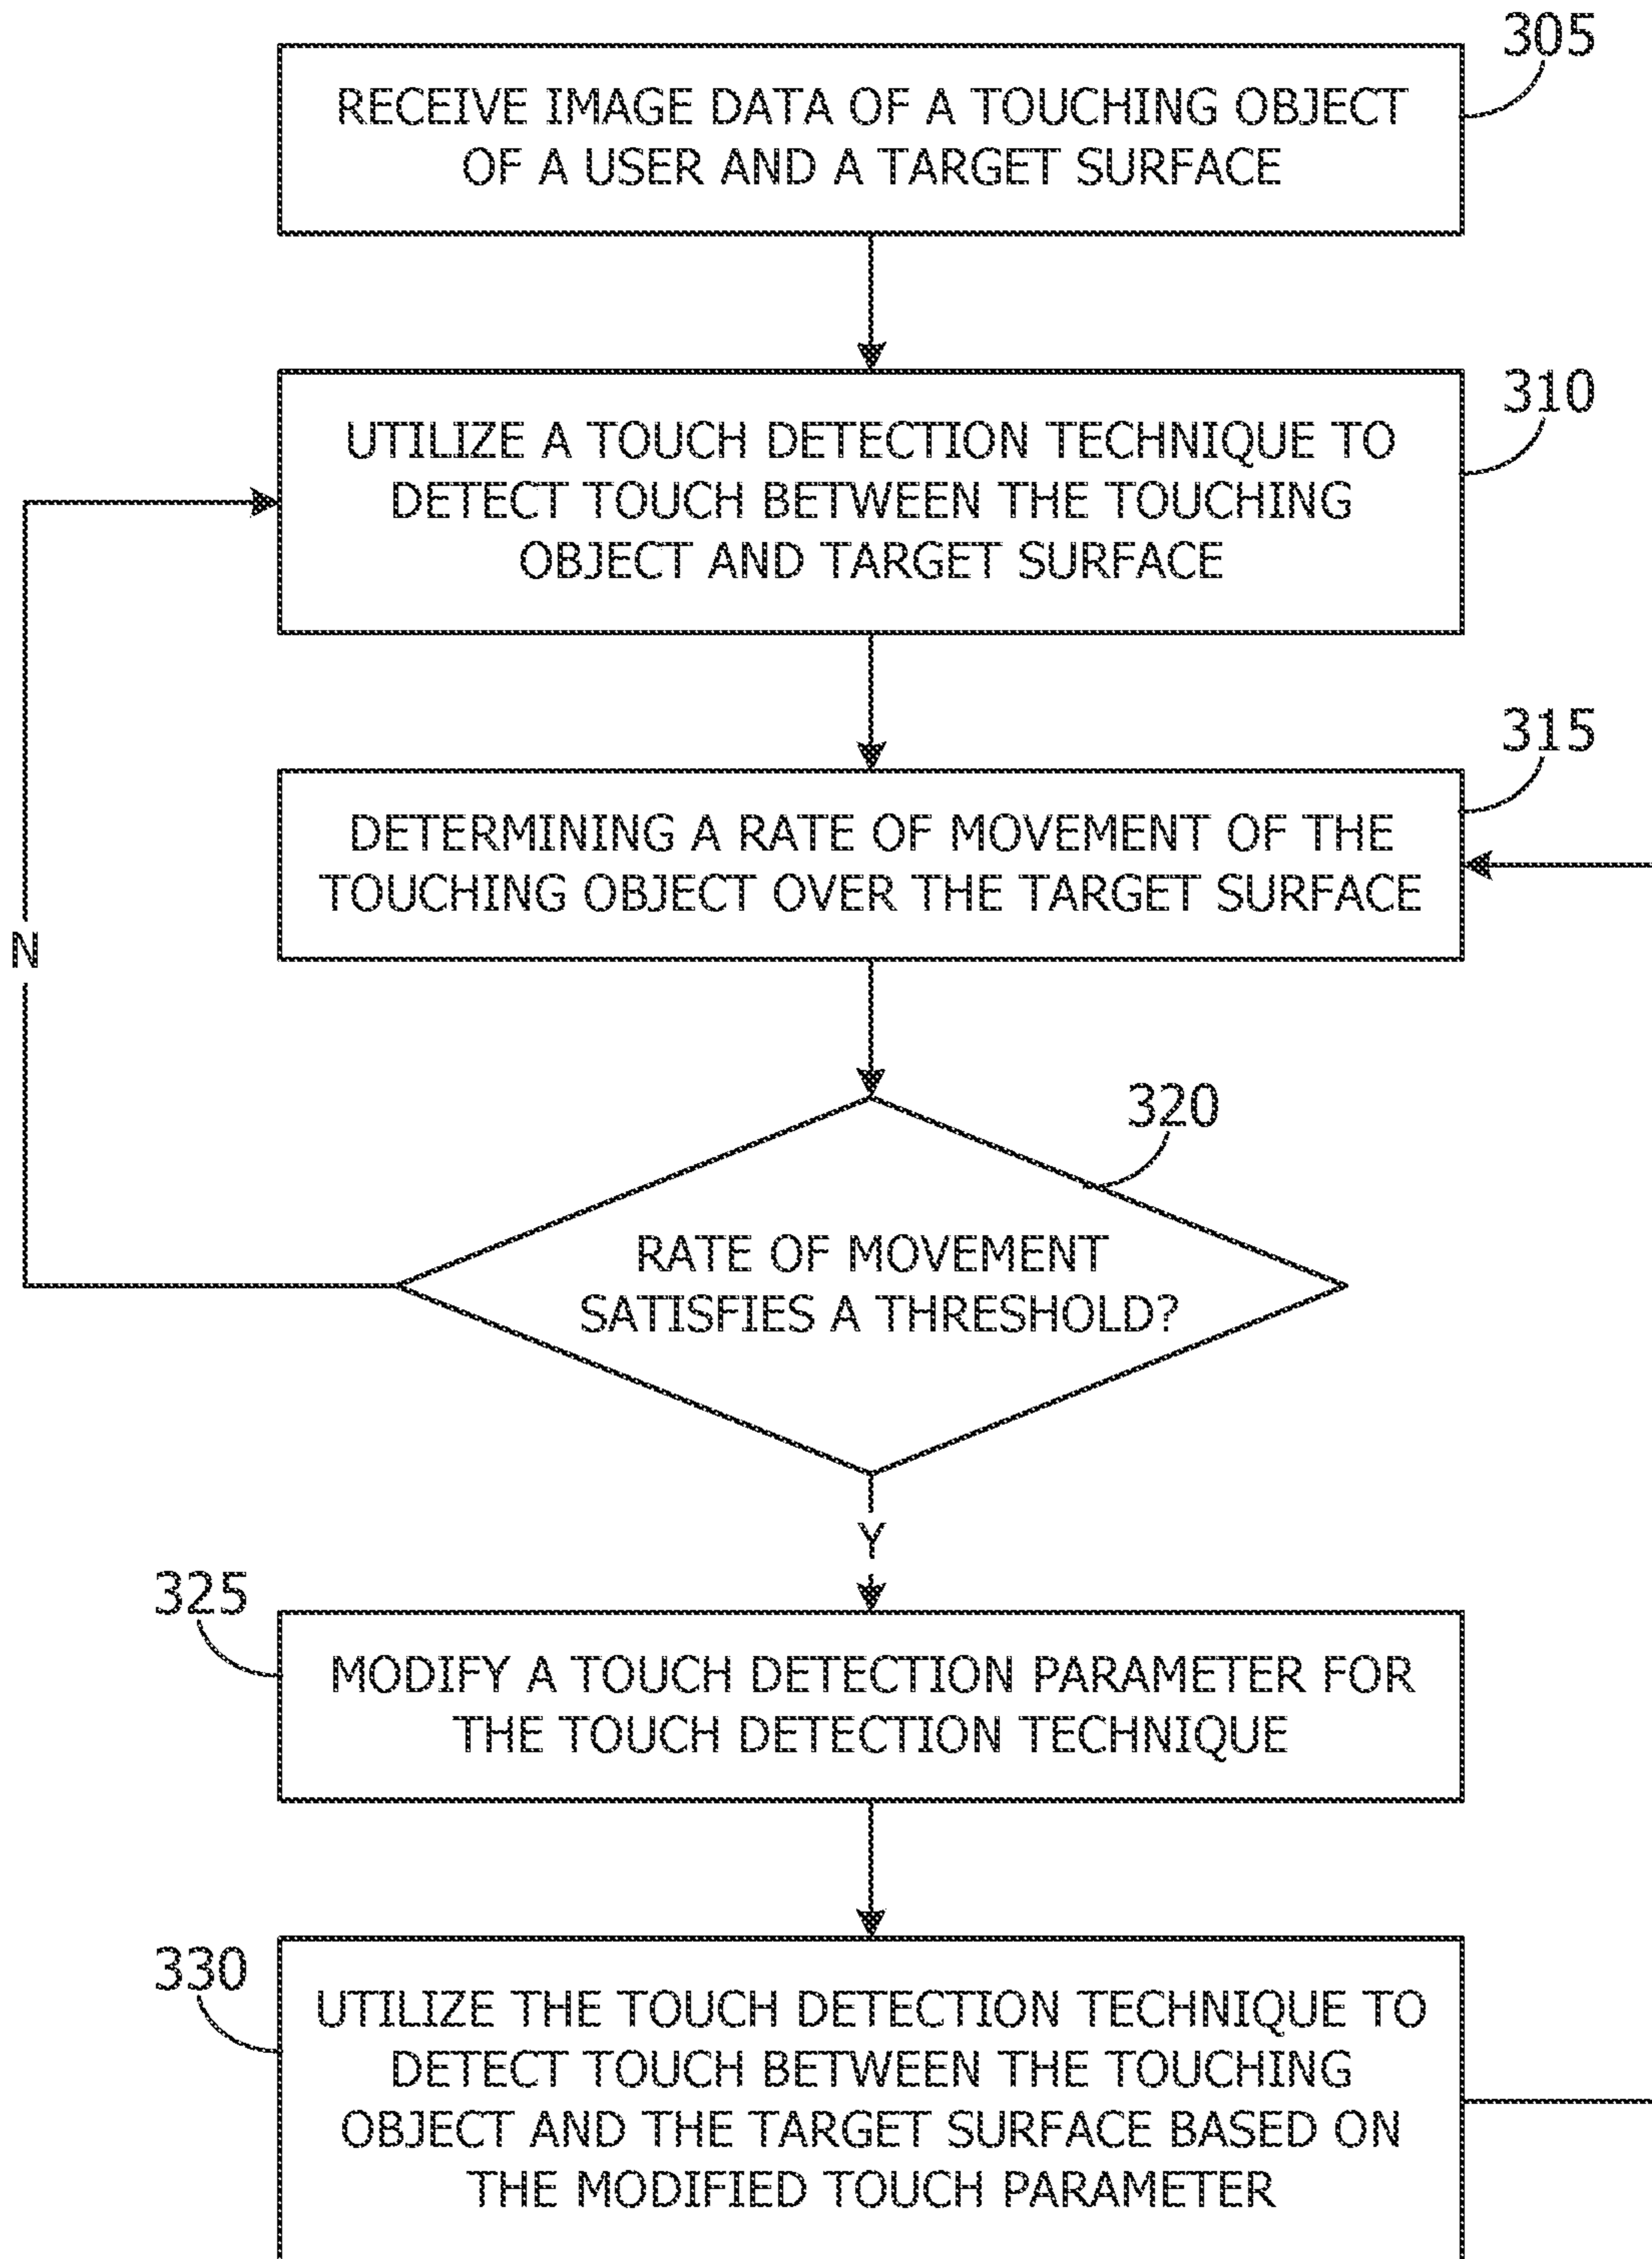 305
RECEIVE IMAGE DATA OF A TOUCHING OBJECT
OF A USER AND A TARGET SURFACE
310
UTILIZE A TOUCH DETECTION TECHNIQUE TO
DETECT TOUCH BETWEEN THE TOUCHING
OBJECT AND TARGET SURFACE
315
DETERMINING A RATE OF MOVEMENT OF THE
TOUCHING OBJECT OVER THE TARGET SURFACE
N
320
RATE OF MOVEMENT
SATISFIES A THRESHOLD?
Y
325
MODIFY A TOUCH DETECTION PARAMETER FOR
THE TOUCH DETECTION TECHNIQUE
330
UTILIZE THE TOUCH DETECTION TECHNIQUE TO
DETECT TOUCH BETWEEN THE TOUCHING
OBJECT AND THE TARGET SURFACE BASED ON
THE MODIFIED TOUCH PARAMETER